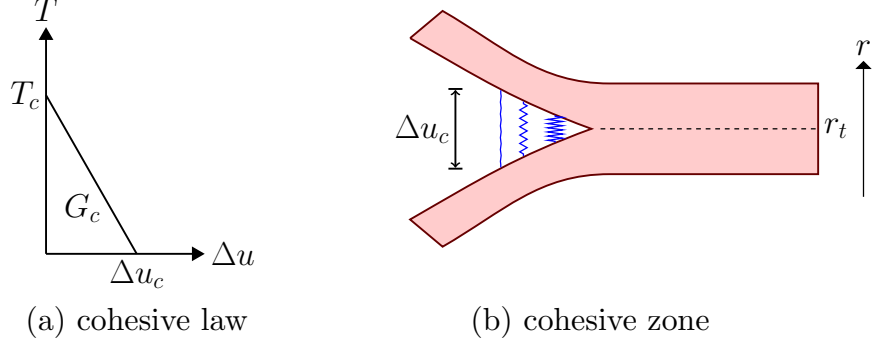 T
T_c
G_c
Δu
Δu_c
(a) cohesive law
r
Δu_c
r_t
(b) cohesive zone